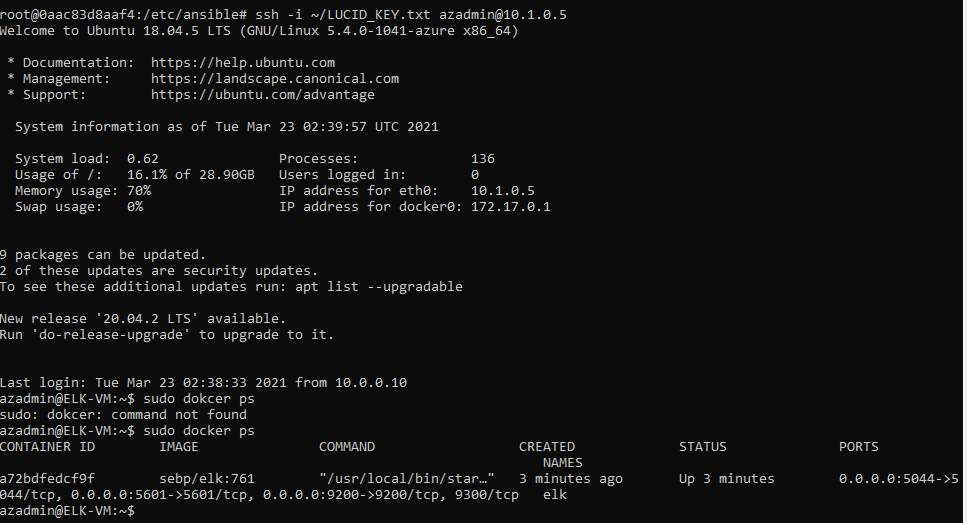 root@0aac83d8aaf4:/etc/ansible# ssh -i ~/LUCID_KEY.txt azadmin@10.1.0.5
Welcome to Ubuntu 18.04.5 LTS (GNU/Linux 5.4.0-1041-azure x86_64)
* Documentation: https://help.ubuntu.com
* Management: https://landscape.canonical.com
* Support: https://ubuntu.com/advantage
System information as of Tue Mar 23 02:39:57 UTC 2021
System load: 0.62 Processes: 136
Usage of /: 16.1% of 28.90GB Users logged in: 0
Memory usage: 70% IP address for eth0: 10.1.0.5
Swap usage: 0% IP address for docker0: 172.17.0.1
9 packages can be updated.
2 of these updates are security updates.
To see these additional updates run: apt list --upgradable
New release '20.04.2 LTS' available.
Run 'do-release-upgrade' to upgrade to it.
Last login: Tue Mar 23 02:38:33 2021 from 10.0.0.10
azadmin@ELK-VM:~$ sudo dokcer ps
sudo: dokcer: command not found
azadmin@ELK-VM:~$ sudo docker ps
CONTAINER ID IMAGE COMMAND CREATED STATUS PORTS
NAMES
a72bdfedcf9f sebp/elk:761 "/usr/local/bin/star…" 3 minutes ago Up 3 minutes 0.0.0.0:5044->5
044/tcp, 0.0.0.0:5601->5601/tcp, 0.0.0.0:9200->9200/tcp, 9300/tcp elk
azadmin@ELK-VM:~$